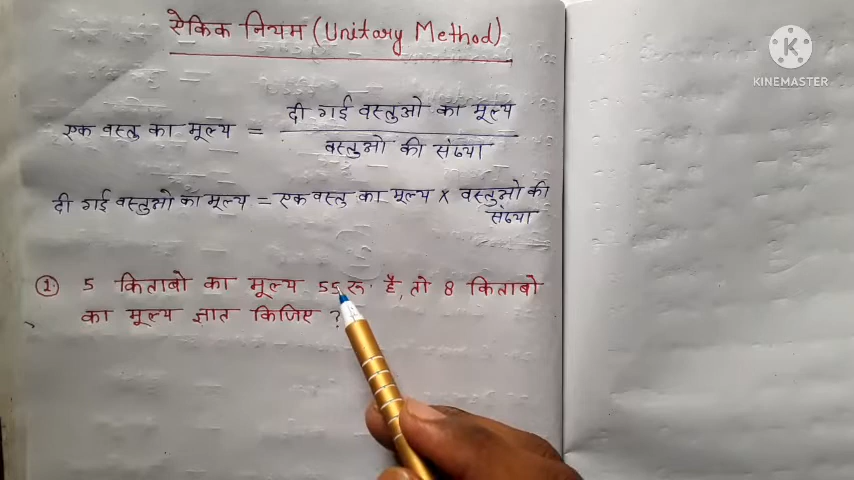 ऐकिक नियम (Unitary Method)
एक वस्तु का मूल्य = दी गई वस्तुओ का मूल्य
वस्तुओ की संख्या
दी गई वस्तुओ का मूल्य = एक वस्तु का मूल्य x वस्तुओ की
संख्या
① 5 किताबो का मूल्य 55 रू. है, तो 8 किताबो
का मूल्य ज्ञात किजिए ?
K
KINEMASTER